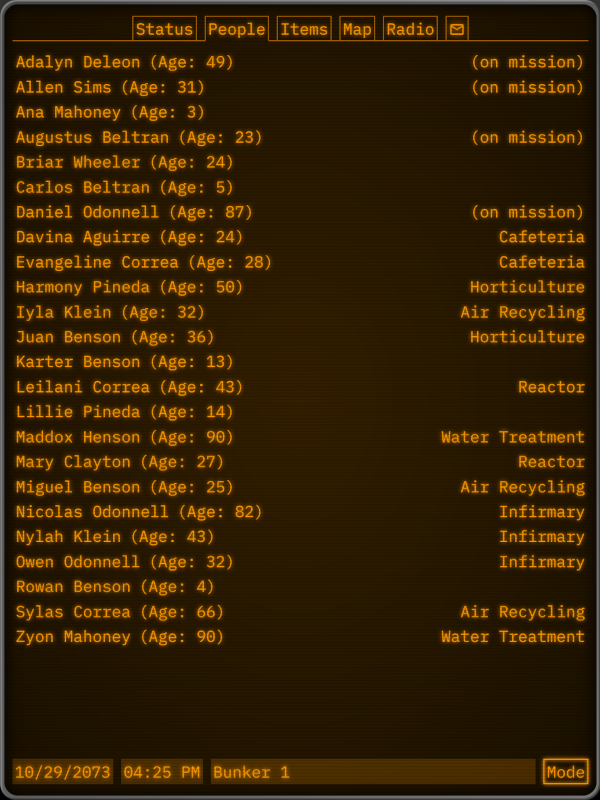 Status People Items Map Radio
Adalyn Deleon (Age: 49) (on mission)
Allen Sims (Age: 31) (on mission)
Ana Mahoney (Age: 3)
Augustus Beltran (Age: 23) (on mission)
Briar Wheeler (Age: 24)
Carlos Beltran (Age: 5)
Daniel Odonnell (Age: 87) (on mission)
Davina Aguirre (Age: 24) Cafeteria
Evangeline Correa (Age: 28) Cafeteria
Harmony Pineda (Age: 50) Horticulture
Iyla Klein (Age: 32) Air Recycling
Juan Benson (Age: 36) Horticulture
Karter Benson (Age: 13)
Leilani Correa (Age: 43) Reactor
Lillie Pineda (Age: 14)
Maddox Henson (Age: 90) Water Treatment
Mary Clayton (Age: 27) Reactor
Miguel Benson (Age: 25) Air Recycling
Nicolas Odonnell (Age: 82) Infirmary
Nylah Klein (Age: 43) Infirmary
Owen Odonnell (Age: 32) Infirmary
Rowan Benson (Age: 4)
Sylas Correa (Age: 66) Air Recycling
Zyon Mahoney (Age: 90) Water Treatment
10/29/2073 04:25 PM Bunker 1 Mode